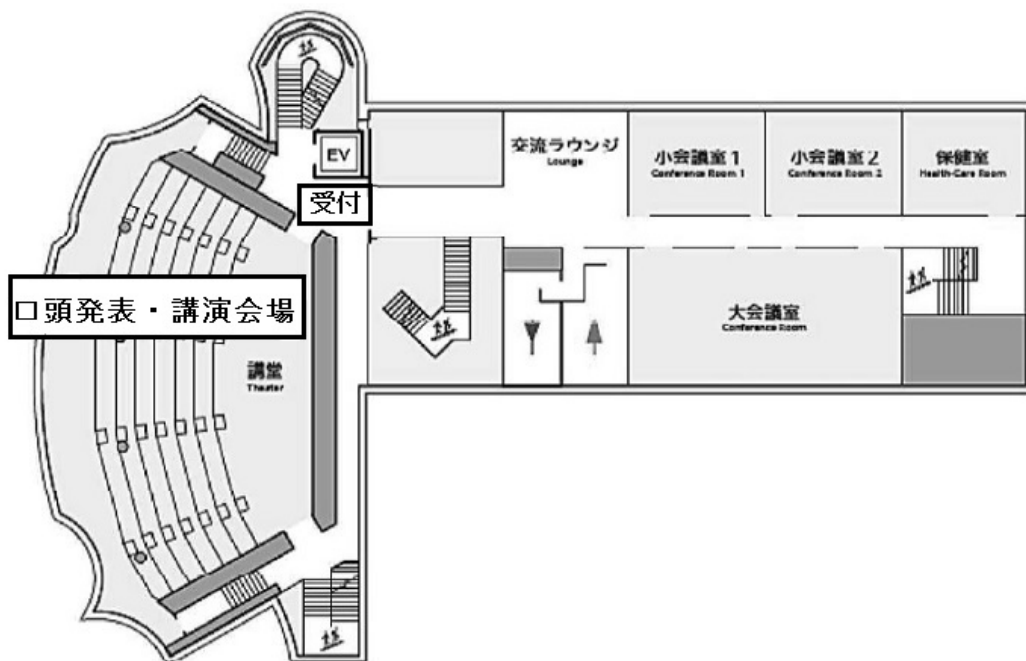 EV
受付
交流ラウンジ
Lounge
小会議室1
Conference Room 1
小会議室2
Conference Room 2
保健室
Health-Care Room
口頭発表・講演会場
講堂
Theater
大会議室
Conference Room